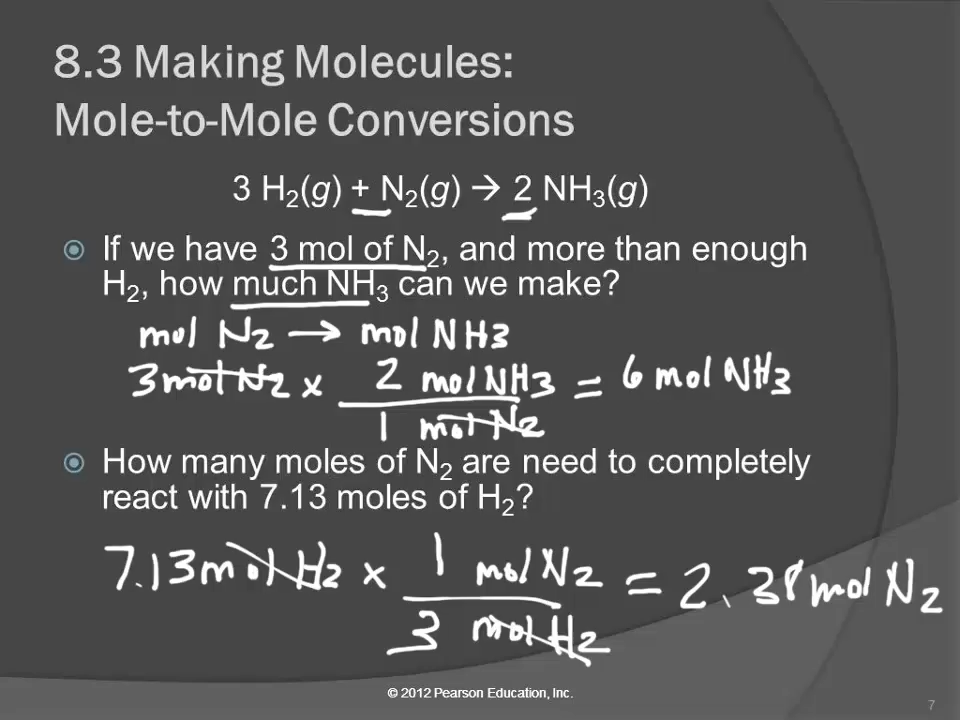 8.3 Making Molecules:
Mole-to-Mole Conversions
3 H₂(g) + N₂(g) → 2 NH₃(g)
If we have 3 mol of N₂, and more than enough
H₂, how much NH₃ can we make?
mol N₂ → mol NH3
3 mol N₂ × 2 mol NH3 / 1 mol N₂ = 6 mol NH₃
How many moles of N₂ are need to completely
react with 7.13 moles of H₂?
7.13 mol H₂ × 1 mol N₂ / 3 mol H₂ = 2.38 mol N₂
© 2012 Pearson Education, Inc.
7